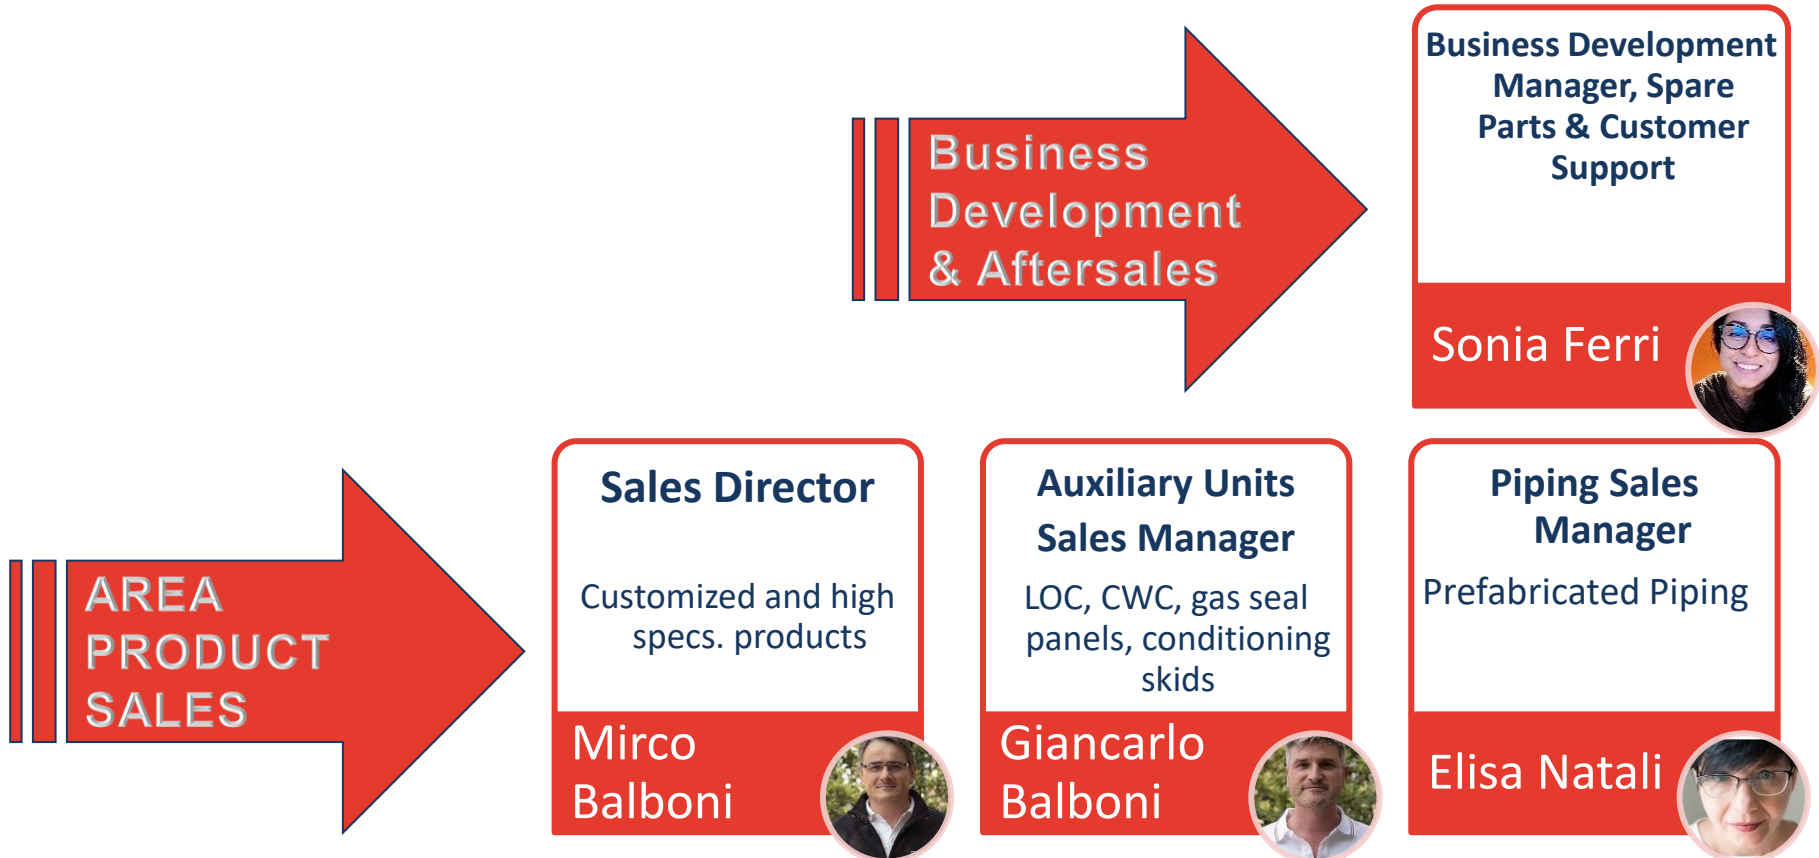 Business
Development
& Aftersales
Business Development
Manager, Spare
Parts & Customer
Support
Sonia Ferri
AREA
PRODUCT
SALES
Sales Director
Customized and high
specs. products
Mirco
Balboni
Auxiliary Units
Sales Manager
LOC, CWC, gas seal
panels, conditioning
skids
Giancarlo
Balboni
Piping Sales
Manager
Prefabricated Piping
Elisa Natali